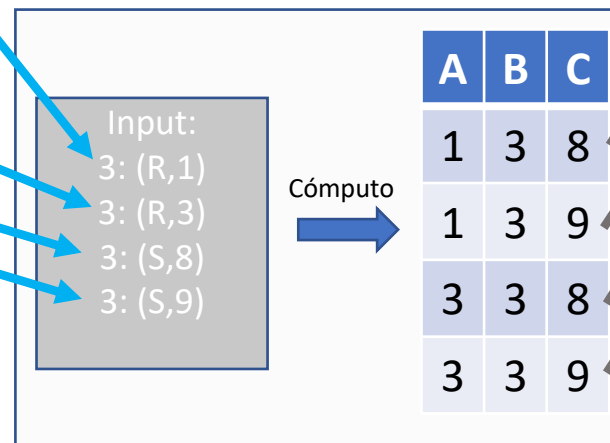 Input:
3: (R,1)
3: (R,3)
3: (S,8)
3: (S,9)
Cómputo
A B C
1 3 8
1 3 9
3 3 8
3 3 9